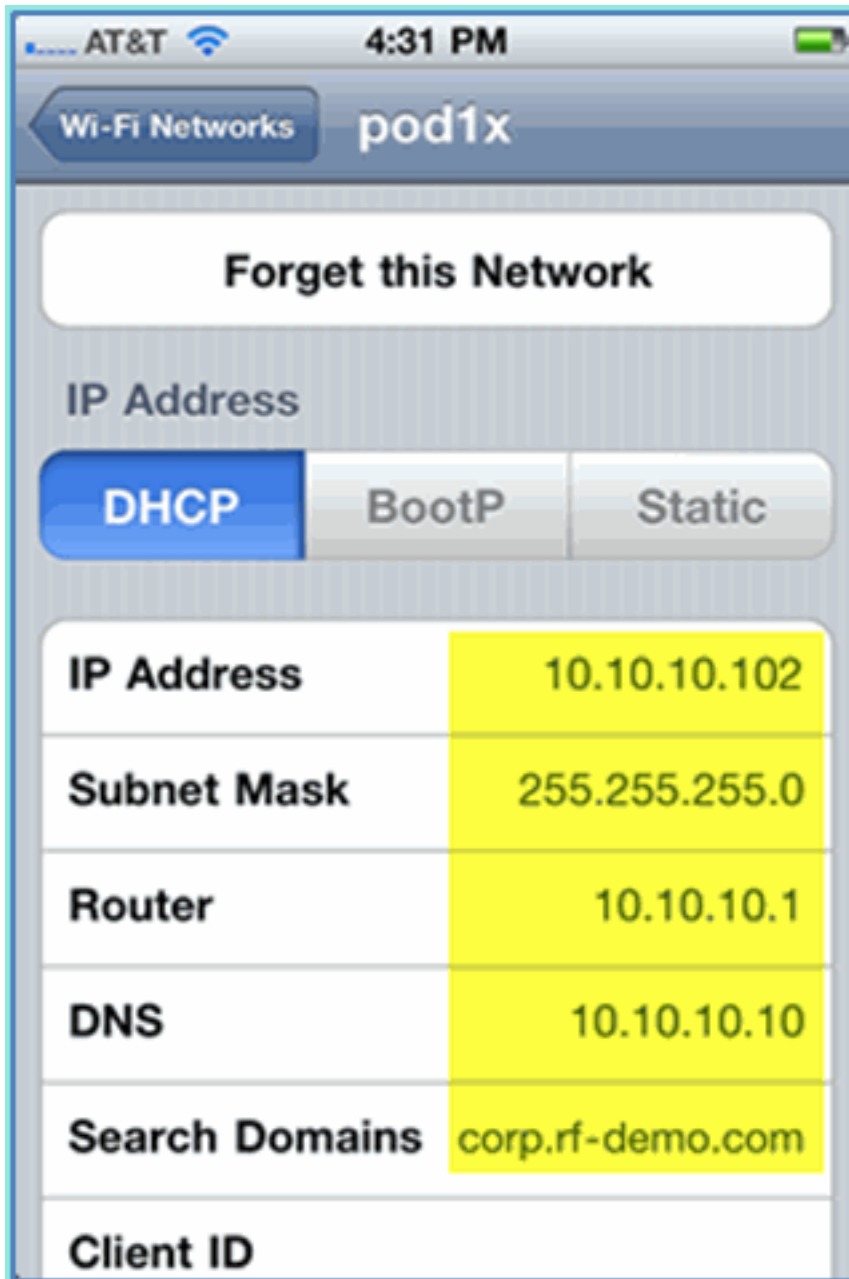 AT&T 4:31 PM
Wi-Fi Networks pod1x
Forget this Network
IP Address
DHCP BootP Static
IP Address 10.10.10.102
Subnet Mask 255.255.255.0
Router 10.10.10.1
DNS 10.10.10.10
Search Domains corp.rf-demo.com
Client ID